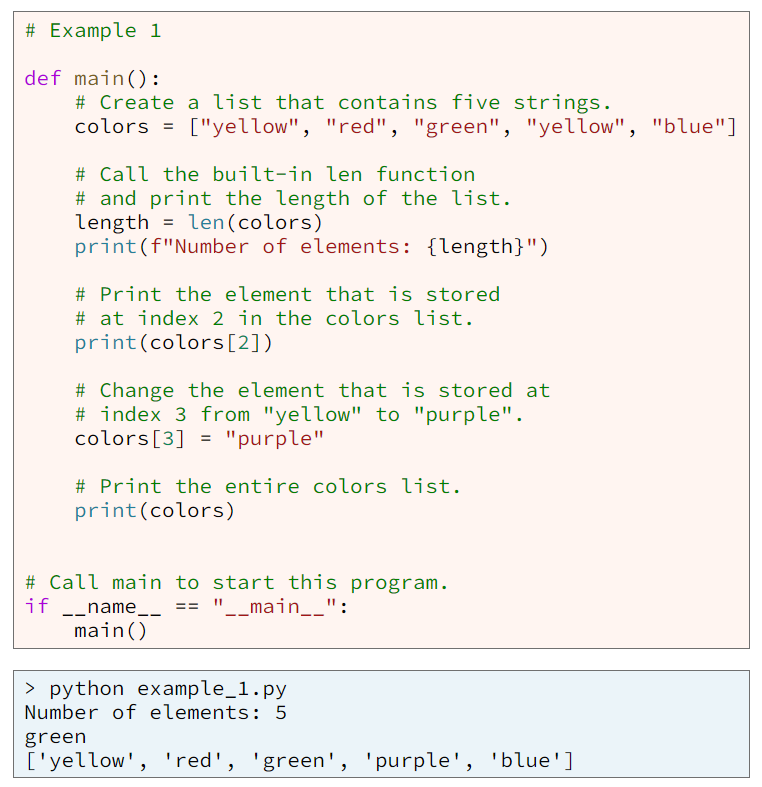 # Example 1
def main():
    # Create a list that contains five strings.
    colors = ["yellow", "red", "green", "yellow", "blue"]
    # Call the built-in len function
    # and print the length of the list.
    length = len(colors)
    print(f"Number of elements: {length}")
    # Print the element that is stored
    # at index 2 in the colors list.
    print(colors[2])
    # Change the element that is stored at
    # index 3 from "yellow" to "purple".
    colors[3] = "purple"
    # Print the entire colors list.
    print(colors)
# Call main to start this program.
if __name__ == "__main__":
    main()
> python example_1.py
Number of elements: 5
green
['yellow', 'red', 'green', 'purple', 'blue']